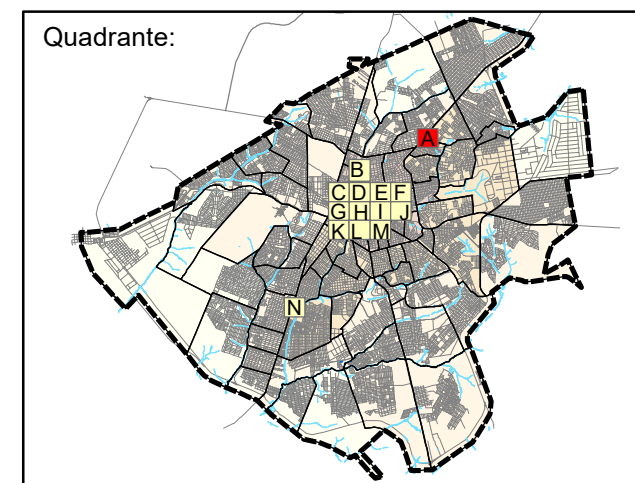 Quadrante:
A
B
C D E F
G H I J
K L M
N